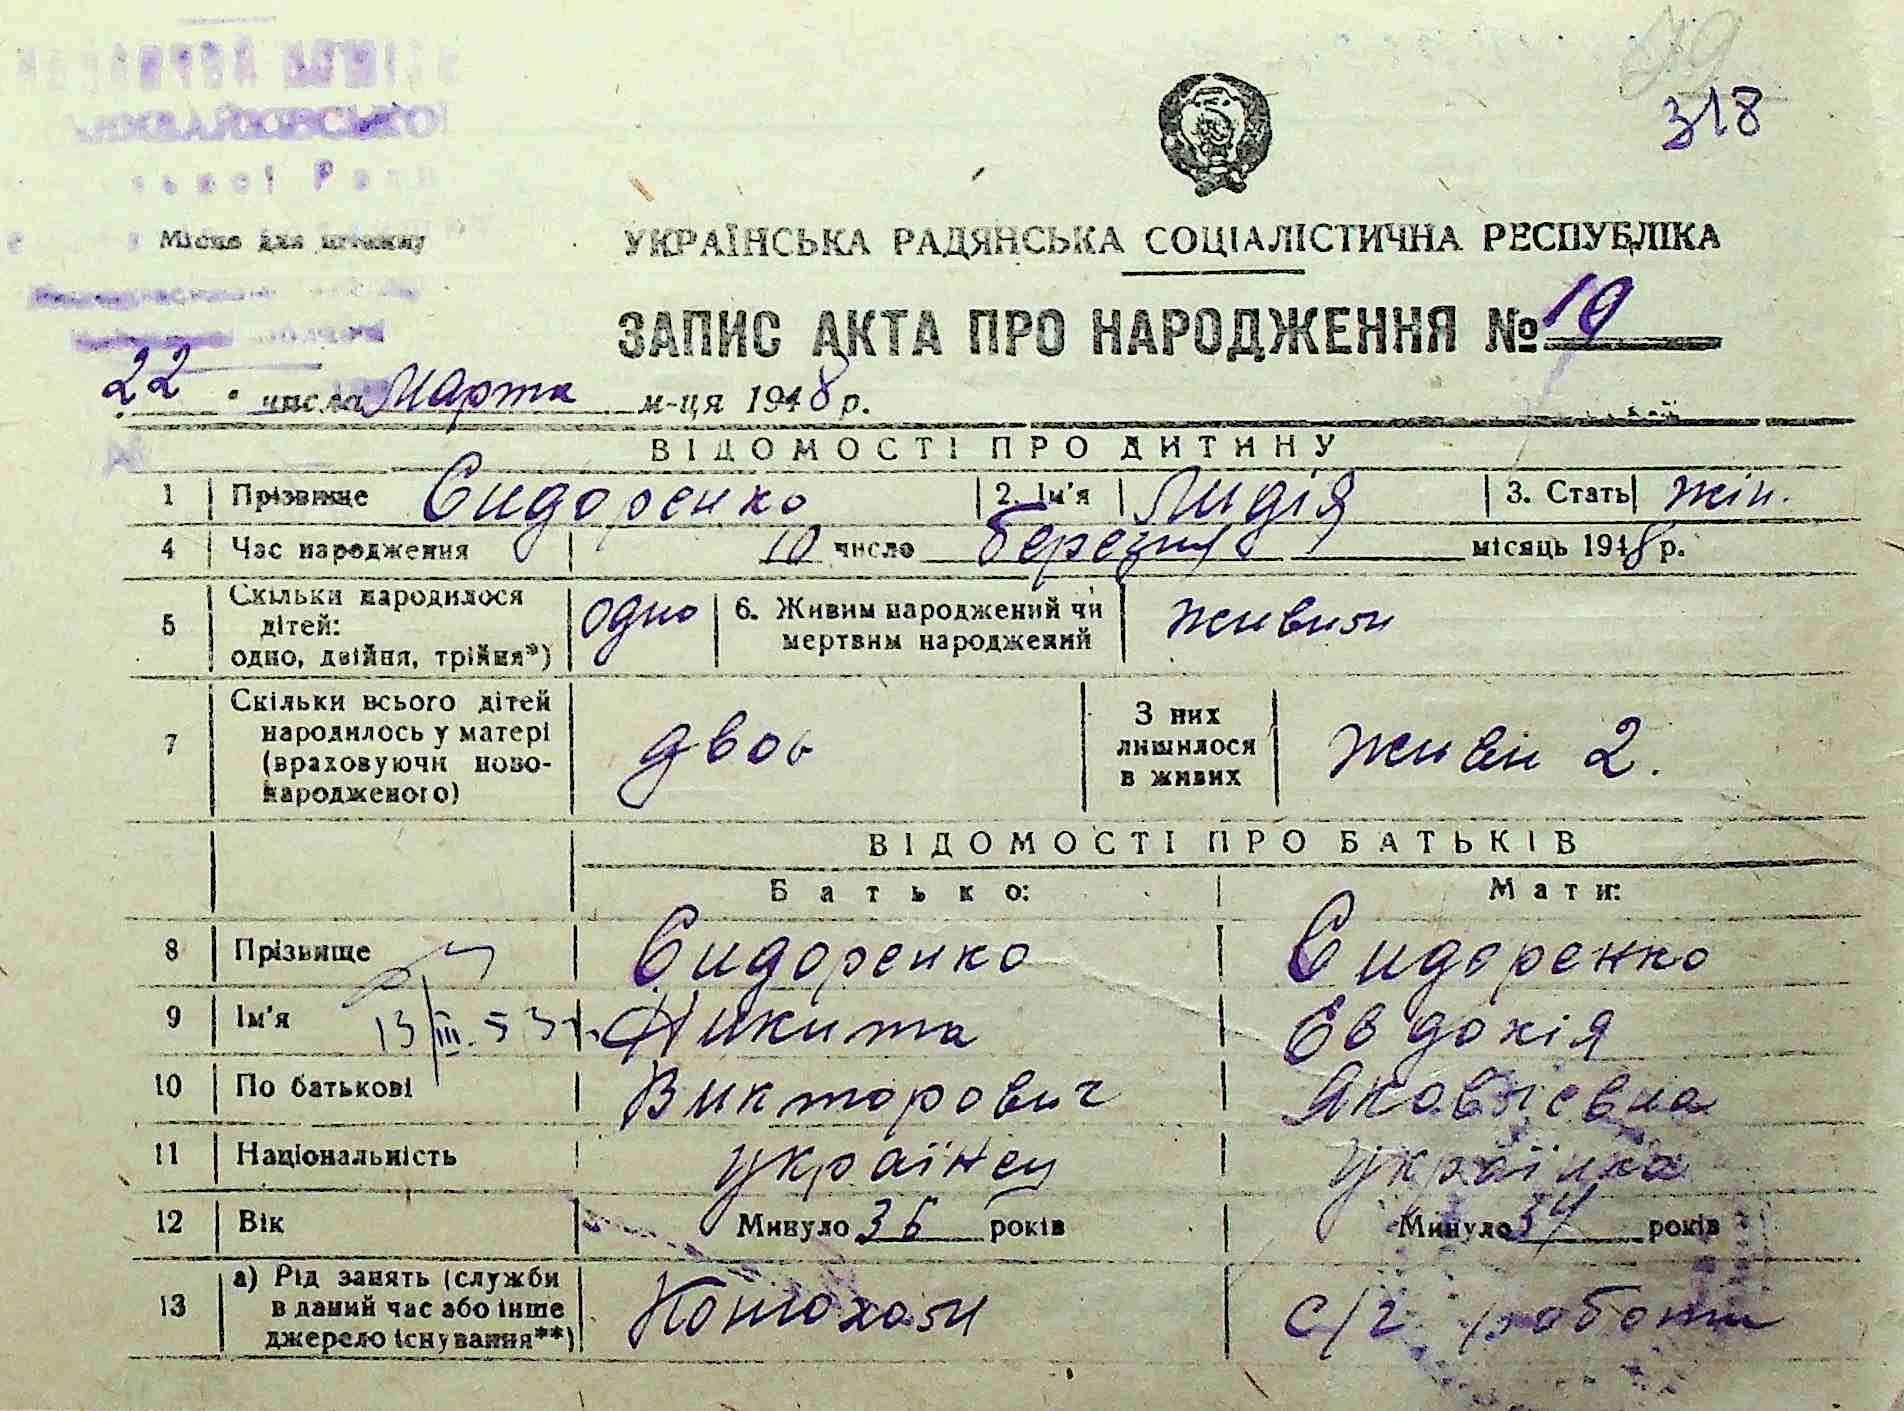 318
Місце для штампу
УКРАЇНСЬКА РАДЯНСЬКА СОЦІАЛІСТИЧНА РЕСПУБЛІКА
ЗАПИС АКТА ПРО НАРОДЖЕННЯ № 19
22 числа Марта м-ця 1948 р.
ВІДОМОСТІ ПРО ДИТИНУ
1 Прізвище Сидоренко 2. Ім'я Лидія 3. Стать жін.
4 Час народження 10 число березня місяць 1948 р.
5 Скільки народилося дітей: одно, двійня, трійня*) одно 6. Живим народжений чи мертвим народжений живим
7 Скільки всього дітей народилось у матері (враховуючи новонародженого) двоє З них лишилося в живих живи 2.
ВІДОМОСТІ ПРО БАТЬКІВ
Батько: Мати:
8 Прізвище Сидоренко Сидоренко
9 Ім'я 13/III.53 Никита Евдокія
10 По батькові Викторович Яковлевна
11 Національність українец українка
12 Вік Минуло 36 років Минуло 34 років
13 а) Рід занять (служби в даний час або інше джерело існування**) Конюхом с/г работи